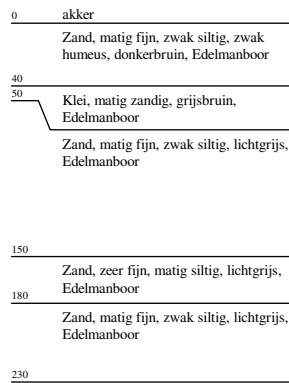 0 akker
Zand, matig fijn, zwak siltig, zwak
humeus, donkerbruin, Edelmanboor
40
50
Klei, matig zandig, grijsbruin,
Edelmanboor
Zand, matig fijn, zwak siltig, lichtgrijs,
Edelmanboor
150
Zand, zeer fijn, matig siltig, lichtgrijs,
Edelmanboor
180
Zand, matig fijn, zwak siltig, lichtgrijs,
Edelmanboor
230